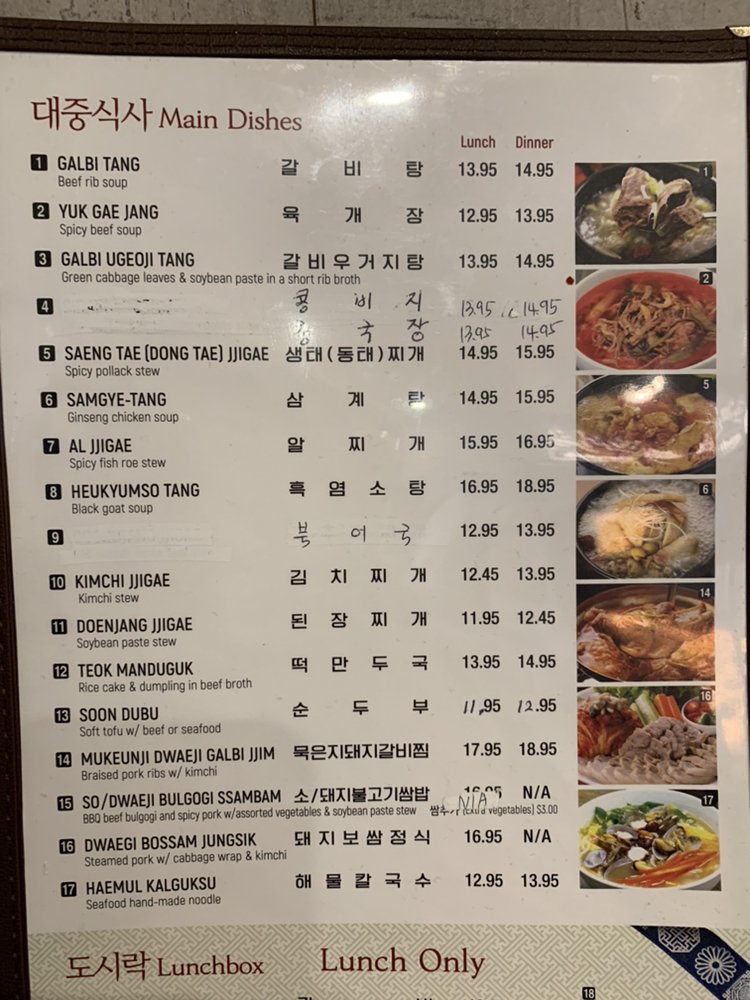 대중식사 Main Dishes
Lunch Dinner
1 GALBI TANG 갈 비 탕 13.95 14.95
Beef rib soup
2 YUK GAE JANG 육 개 장 12.95 13.95
Spicy beef soup
3 GALBI UGEOJI TANG 갈비우거지탕 13.95 14.95
Green cabbage leaves & soybean paste in a short rib broth
4 콩 비 지 13.95 14.95
국 장 13.95 14.95
5 SAENG TAE (DONG TAE) JJIGAE 생태(동태)찌개 14.95 15.95
Spicy pollack stew
6 SAMGYE-TANG 삼 계 탕 14.95 15.95
Ginseng chicken soup
7 AL JJIGAE 알 찌 개 15.95 16.95
Spicy fish roe stew
8 HEUKYUMSO TANG 흑 염 소 탕 16.95 18.95
Black goat soup
9 북 어 국 12.95 13.95
10 KIMCHI JJIGAE 김 치 찌 개 12.45 13.95
Kimchi stew
11 DOENJANG JJIGAE 된 장 찌 개 11.95 12.45
Soybean paste stew
12 TEOK MANDUGUK 떡 만 두 국 13.95 14.95
Rice cake & dumpling in beef broth
13 SOON DUBU 순 두 부 11.95 12.95
Soft tofu w/ beef or seafood
14 MUKEUNJI DWAEJI GALBI JJIM 묵은지돼지갈비찜 17.95 18.95
Braised pork ribs w/ kimchi
15 SO/DWAEJI BULGOGI SSAMBAM 소/돼지불고기쌈밥 N/A N/A
BBQ beef bulgogi and spicy pork w/assorted vegetables & soybean paste stew (Extra vegetables) $3.00
16 DWAEGI BOSSAM JUNGSIK 돼지보쌈정식 16.95 N/A
Steamed pork w/ cabbage wrap & kimchi
17 HAEMUL KALGUKSU 해 물 칼 국 수 12.95 13.95
Seafood hand-made noodle
1
2
5
6
14
16
17
도시락 Lunchbox Lunch Only
18